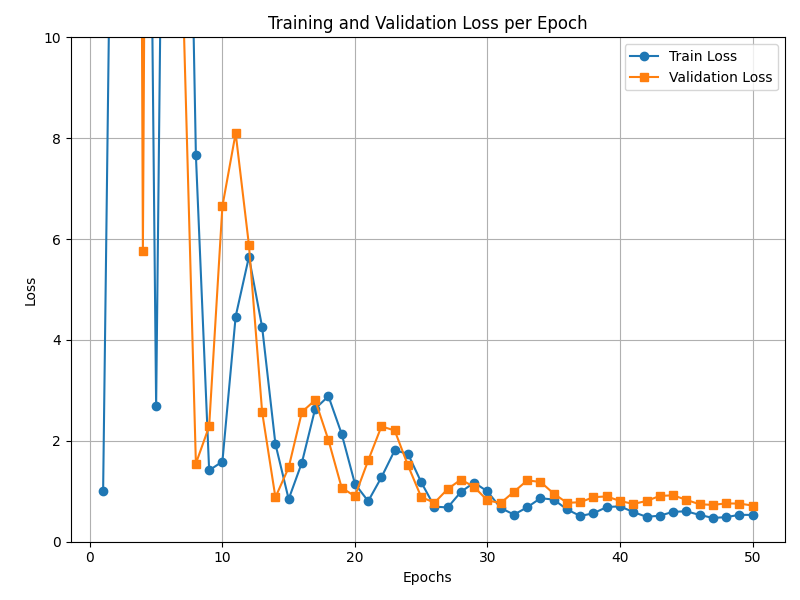 Training and Validation Loss per Epoch
Train Loss
Validation Loss
10
8
6
4
2
0
Loss
0 10 20 30 40 50
Epochs